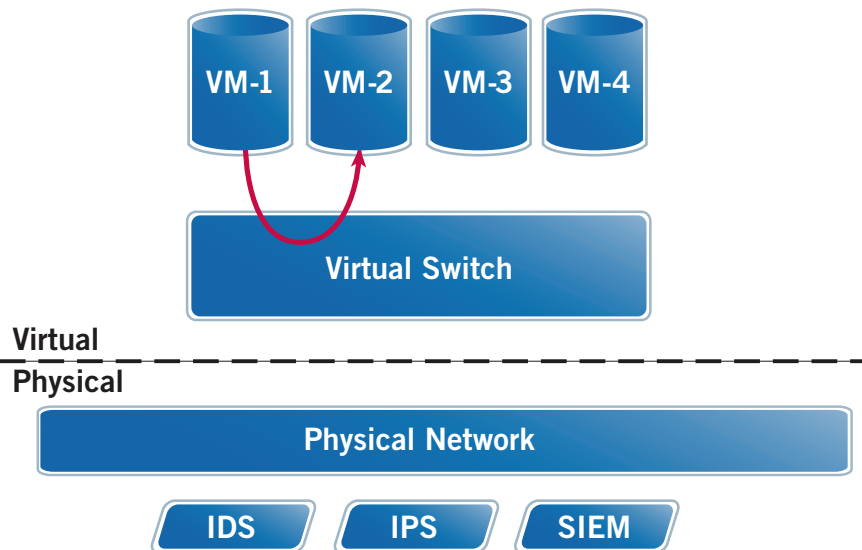 VM-1 VM-2 VM-3 VM-4
Virtual Switch
Virtual
Physical
Physical Network
IDS IPS SIEM